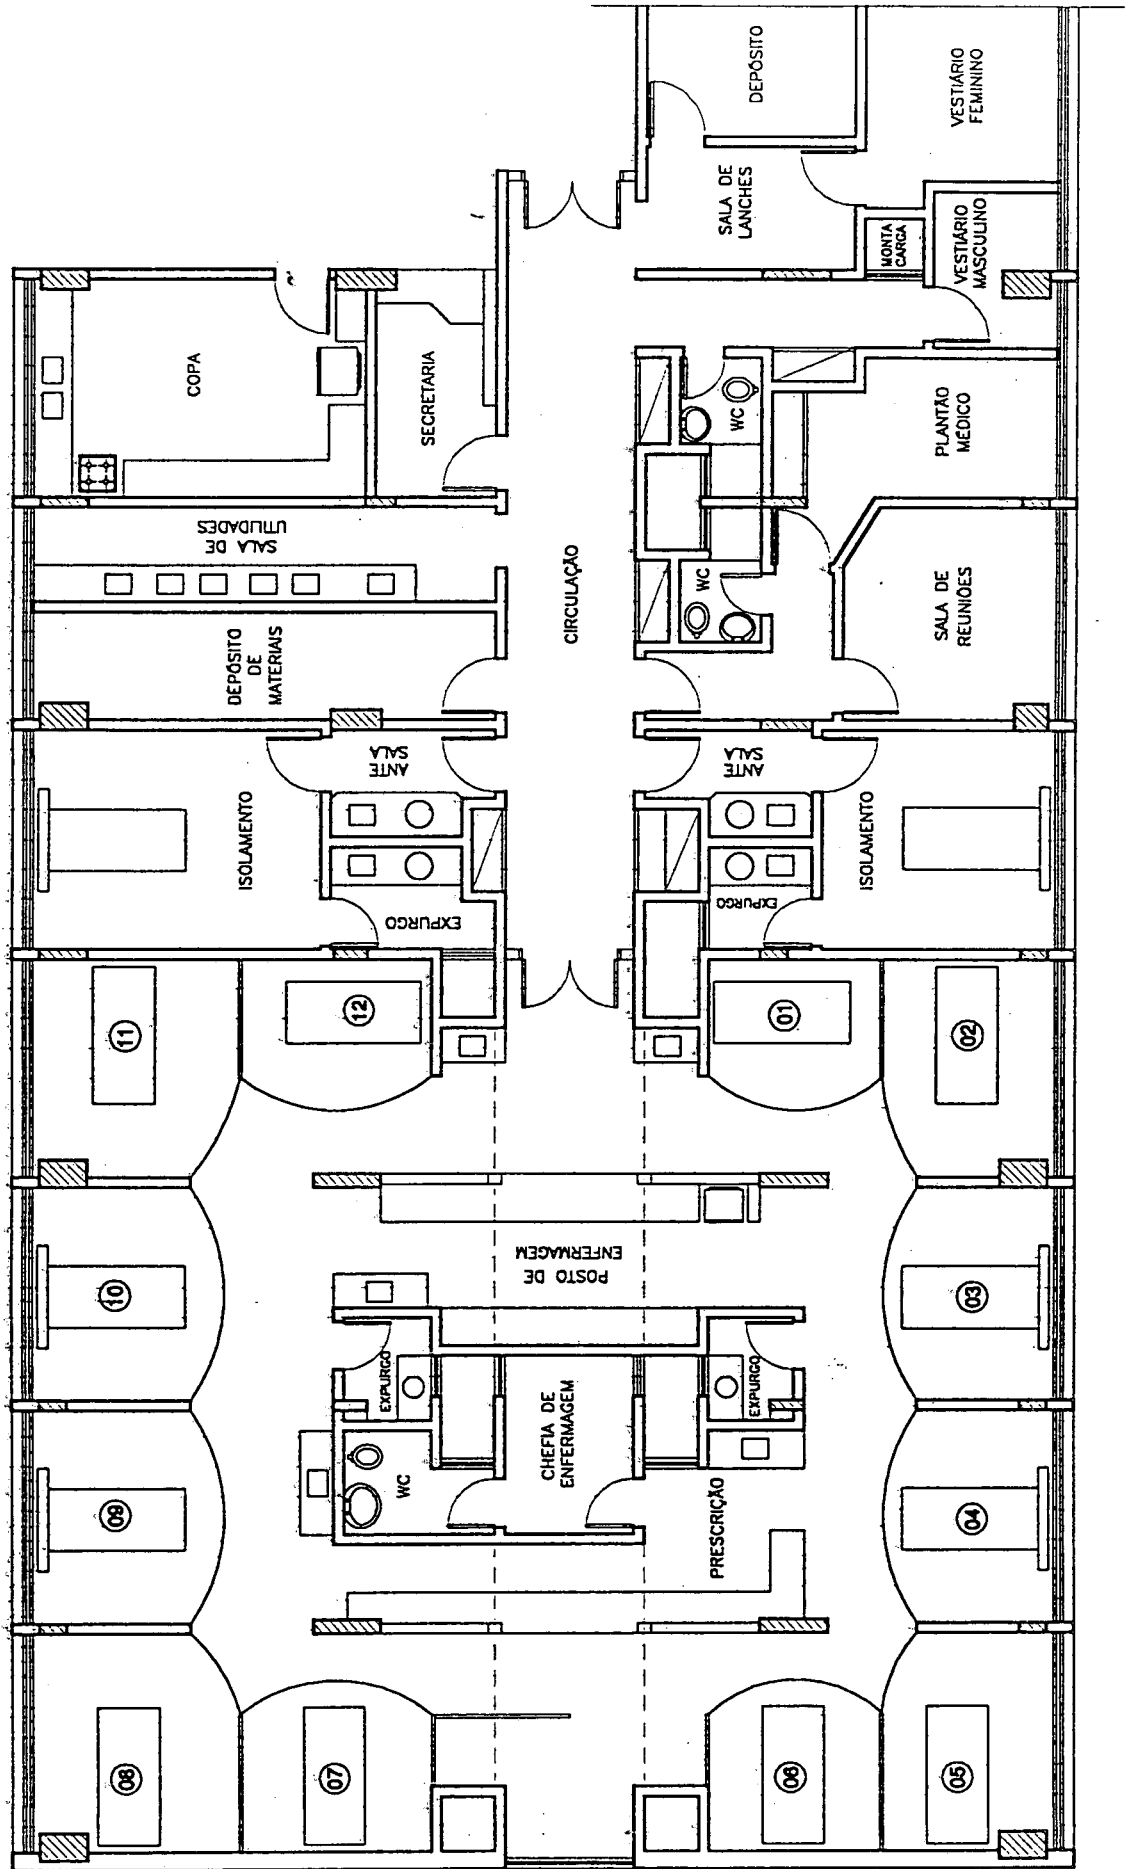 DEPÓSITO
VESTIÁRIO
FEMININO
SALA DE
LANCHES
MONTA
CARGA
VESTIÁRIO
MASCULINO
COPA
SECRETARIA
WC
PLANTÃO
MÉDICO
SALA DE
UTILIDADES
CIRCULAÇÃO
WC
SALA DE
REUNIÕES
DEPÓSITO
DE
MATERIAIS
ANTE
SALA
ANTE
SALA
ISOLAMENTO
ISOLAMENTO
EXPURGO
EXPURGO
11
12
01
02
POSTO DE
ENFERMAGEM
10
03
EXPURGO
EXPURGO
CHEFIA DE
ENFERMAGEM
WC
PRESCRIÇÃO
09
04
08
07
06
05